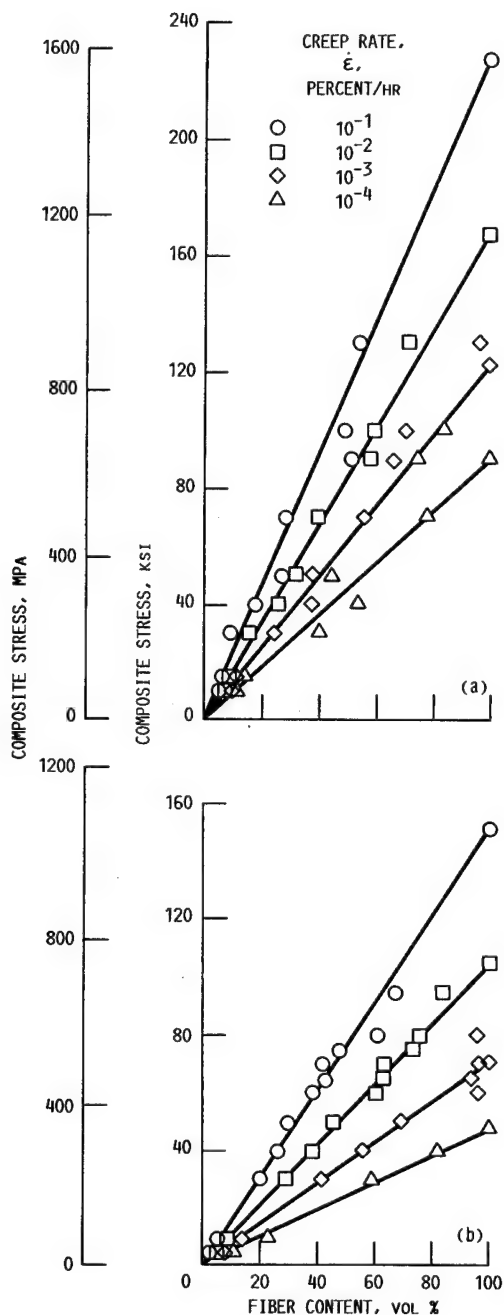 CREEP RATE,
ε̇,
PERCENT/HR
10⁻¹
10⁻²
10⁻³
10⁻⁴
1600
1200
800
400
0
COMPOSITE STRESS, MPA
240
200
160
120
80
40
0
COMPOSITE STRESS, KSI
(a)
1200
800
400
0
160
120
80
40
0
(b)
0 20 40 60 80 100
FIBER CONTENT, VOL %